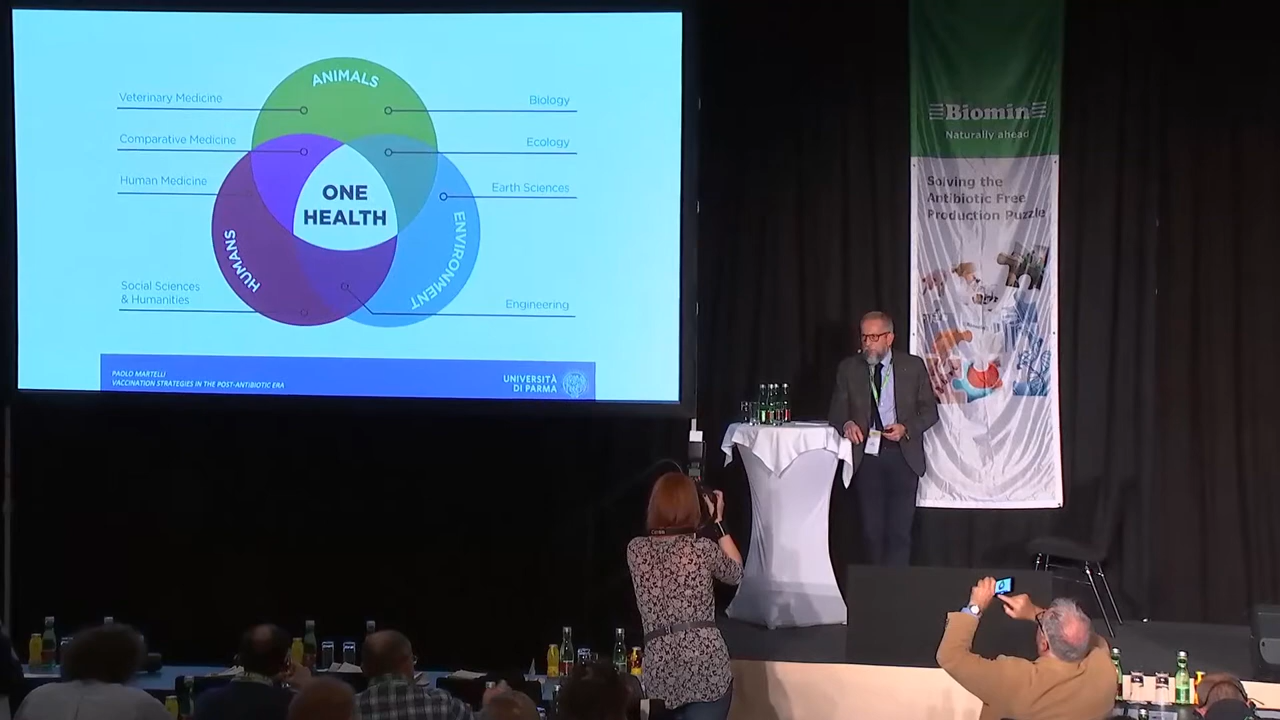 ANIMALS
Veterinary Medicine
Biology
Comparative Medicine
Ecology
Human Medicine
Earth Sciences
ONE
HEALTH
HUMANS
ENVIRONMENT
Social Sciences
& Humanities
Engineering
PAOLO MARTELLI
VACCINATION STRATEGIES IN THE POST-ANTIBIOTIC ERA
UNIVERSITÀ
DI PARMA
Biomin
Naturally ahead
Solving the
Antibiotic Free
Production Puzzle